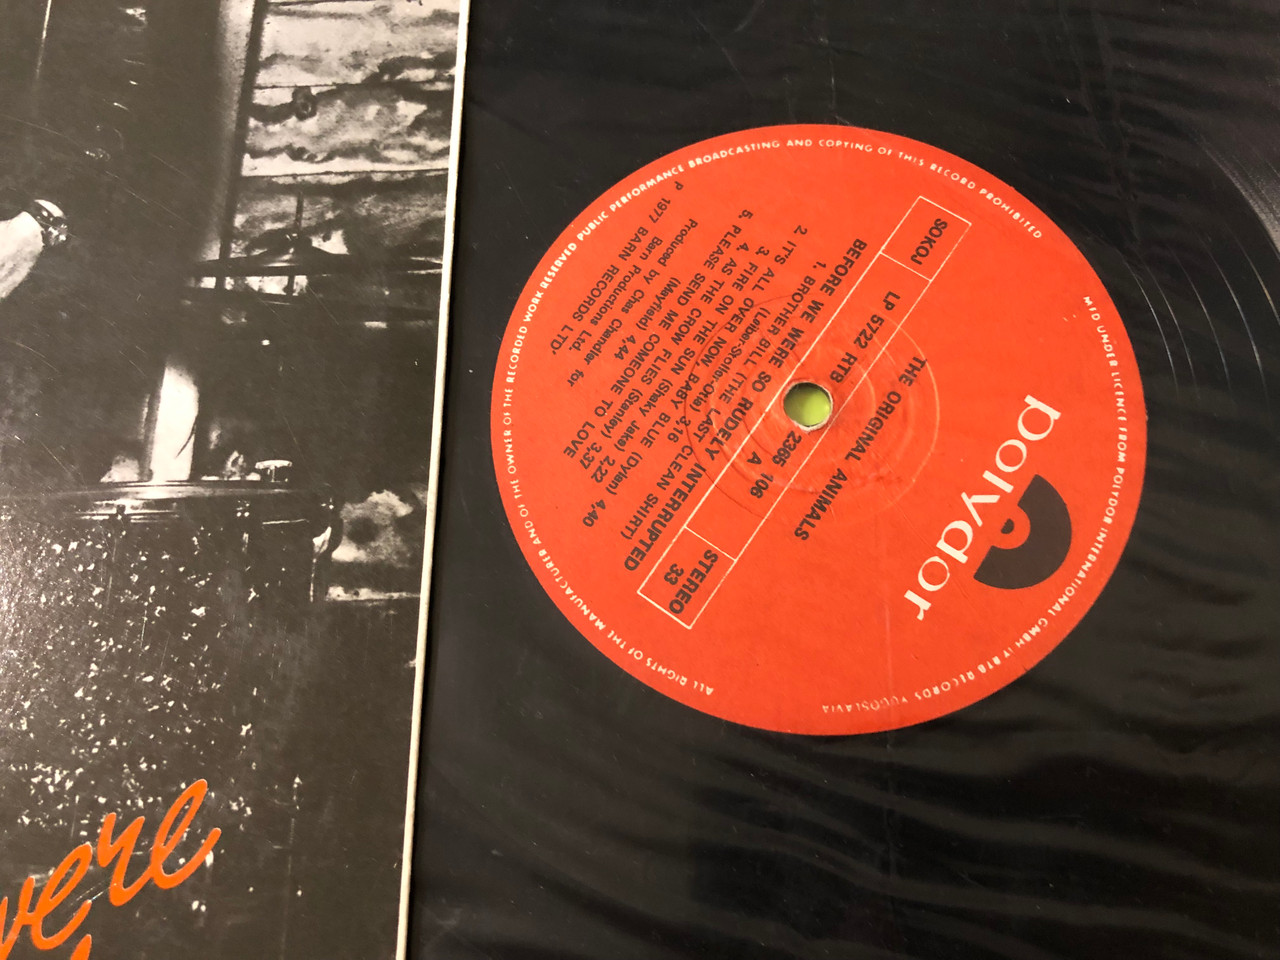 were
polydor
SOKOJ
LP 5722 RTB
2365 106
A
STEREO
33
THE ORIGINAL ANIMALS
BEFORE WE WERE SO RUDELY INTERRUPTED
1. BROTHER BILL (THE LAST CLEAN SHIRT)
(Leiber-Stroller-Otis) 3,16
2 IT'S ALL OVER NOW, BABY BLUE (Dylan) 4,40
3. FIRE ON THE SUN (Shaky Jake) 2,22
4. AS THE CROW FLIES (Stanley) 3,37
5. PLEASE SEND ME COMEONE TO LOVE
(Mayfield) 4,44
Produced by Chas Chandler for
Barn Productions Ltd.
P 1977 BARN RECORDS LTD'
ALL RIGHTS OF THE MANUFACTURER AND OF THE OWNER OF THE RECORDED WORK RESERVED PUBLIC PERFORMANCE BROADCASTING AND COPYING OF THIS RECORD PROHIBITED
MFD UNDER LICENCE FROM POLYDOR INTERNATIONAL GMBH IY RTB RECORDS YUGOSLAVIA